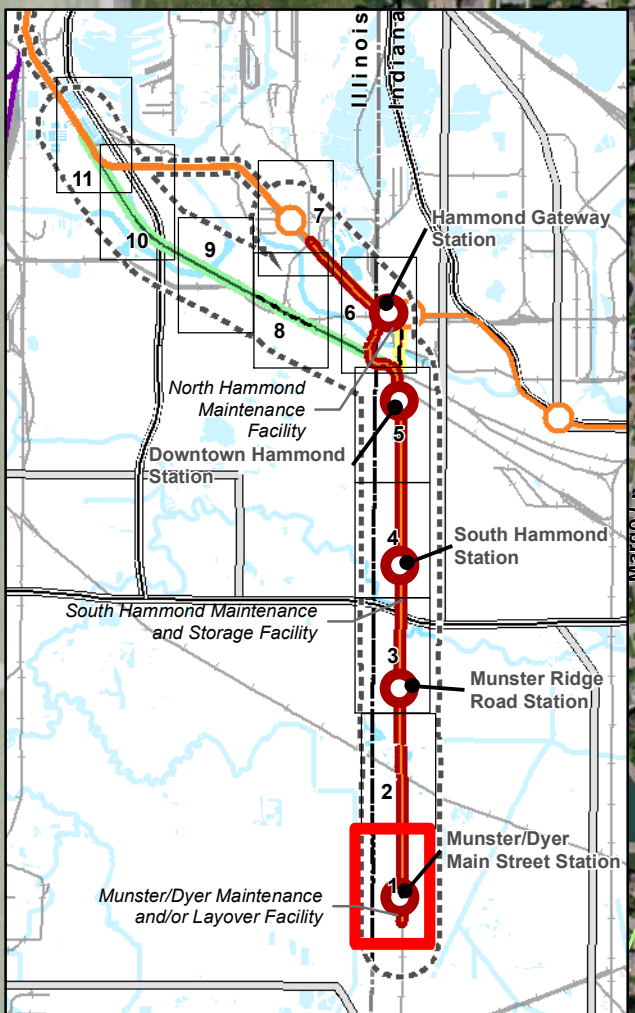 Illinois
Indiana
11
10
9
8
7
6
Hammond Gateway
Station
North Hammond
Maintenance
Facility
Downtown Hammond
Station
5
4
South Hammond
Station
South Hammond Maintenance
and Storage Facility
3
Munster Ridge
Road Station
2
Munster/Dyer
Main Street Station
1
Munster/Dyer Maintenance
and/or Layover Facility